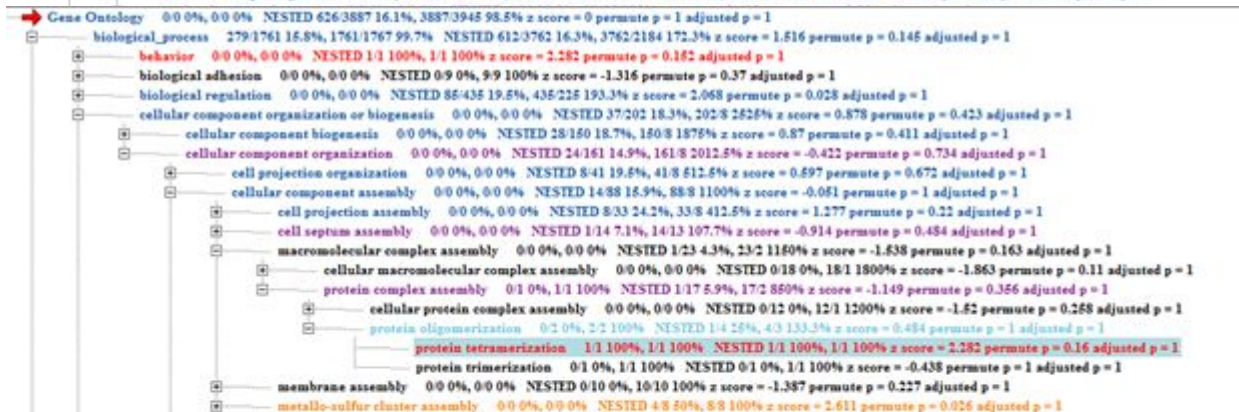 Gene Ontology 0/0 0%, 0/0 0% NESTED 626/3887 16.1%, 3887/3945 98.5% z score = 0 permute p = 1 adjusted p = 1
biological_process 279/1761 15.8%, 1761/1767 99.7% NESTED 612/3762 16.3%, 3762/2184 172.3% z score = 1.516 permute p = 0.145 adjusted p = 1
behavior 0/0 0%, 0/0 0% NESTED 1/1 100%, 1/1 100% z score = 2.282 permute p = 0.152 adjusted p = 1
biological adhesion 0/0 0%, 0/0 0% NESTED 0/9 0%, 9/9 100% z score = -1.316 permute p = 0.37 adjusted p = 1
biological regulation 0/0 0%, 0/0 0% NESTED 85/435 19.5%, 435/225 193.3% z score = 2.068 permute p = 0.028 adjusted p = 1
cellular component organization or biogenesis 0/0 0%, 0/0 0% NESTED 37/202 18.3%, 202/8 2525% z score = 0.878 permute p = 0.423 adjusted p = 1
cellular component biogenesis 0/0 0%, 0/0 0% NESTED 28/150 18.7%, 150/8 1875% z score = 0.87 permute p = 0.411 adjusted p = 1
cellular component organization 0/0 0%, 0/0 0% NESTED 24/161 14.9%, 161/8 2012.5% z score = -0.422 permute p = 0.734 adjusted p = 1
cell projection organization 0/0 0%, 0/0 0% NESTED 8/41 19.5%, 41/8 512.5% z score = 0.597 permute p = 0.672 adjusted p = 1
cellular component assembly 0/0 0%, 0/0 0% NESTED 14/88 15.9%, 88/8 1100% z score = -0.051 permute p = 1 adjusted p = 1
cell projection assembly 0/0 0%, 0/0 0% NESTED 8/33 24.2%, 33/8 412.5% z score = 1.277 permute p = 0.22 adjusted p = 1
cell septum assembly 0/0 0%, 0/0 0% NESTED 1/14 7.1%, 14/13 107.7% z score = -0.914 permute p = 0.484 adjusted p = 1
macromolecular complex assembly 0/0 0%, 0/0 0% NESTED 1/23 4.3%, 23/2 1150% z score = -1.538 permute p = 0.163 adjusted p = 1
cellular macromolecular complex assembly 0/0 0%, 0/0 0% NESTED 0/18 0%, 18/1 1800% z score = -1.863 permute p = 0.11 adjusted p = 1
protein complex assembly 0/1 0%, 1/1 100% NESTED 1/17 5.9%, 17/2 850% z score = -1.149 permute p = 0.356 adjusted p = 1
cellular protein complex assembly 0/0 0%, 0/0 0% NESTED 0/12 0%, 12/1 1200% z score = -1.52 permute p = 0.258 adjusted p = 1
protein oligomerization 0/2 0%, 2/2 100% NESTED 1/4 25%, 4/3 133.3% z score = 0.484 permute p = 1 adjusted p = 1
protein tetramerization 1/1 100%, 1/1 100% NESTED 1/1 100%, 1/1 100% z score = 2.282 permute p = 0.16 adjusted p = 1
protein trimerization 0/1 0%, 1/1 100% NESTED 0/1 0%, 1/1 100% z score = -0.438 permute p = 1 adjusted p = 1
membrane assembly 0/0 0%, 0/0 0% NESTED 0/10 0%, 10/10 100% z score = -1.387 permute p = 0.227 adjusted p = 1
metallo-sulfur cluster assembly 0/0 0%, 0/0 0% NESTED 4/8 50%, 8/8 100% z score = 2.611 permute p = 0.026 adjusted p = 1